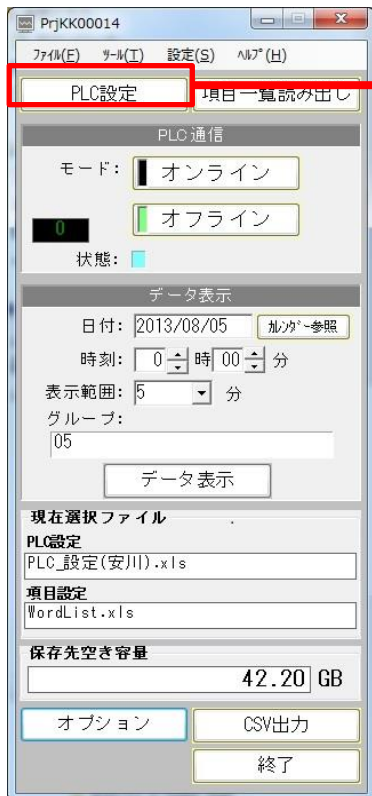 PrjKK00014
ﾌｧｲﾙ(F) ﾂｰﾙ(T) 設定(S) ﾍﾙﾌﾟ(H)
PLC設定 項目一覧読み出し
PLC通信
モード: オンライン
オフライン
0
状態:
データ表示
日付: 2013/08/05 ｶﾚﾝﾀﾞｰ参照
時刻: 0 時 00 分
表示範囲: 5 分
グループ:
05
データ表示
現在選択ファイル
PLC設定
PLC_設定(安川).xls
項目設定
WordList.xls
保存先空き容量
42.20 GB
オプション CSV出力
終了